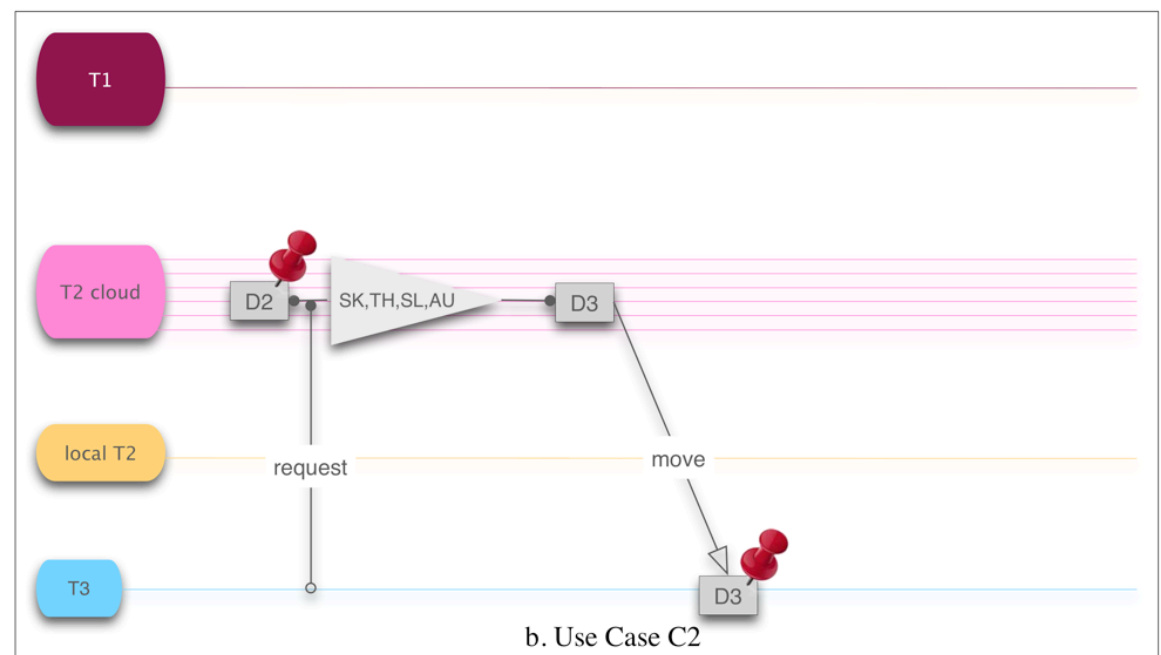 T1
T2 cloud
D2
SK,TH,SL,AU
D3
local T2
request
move
T3
D3
b. Use Case C2